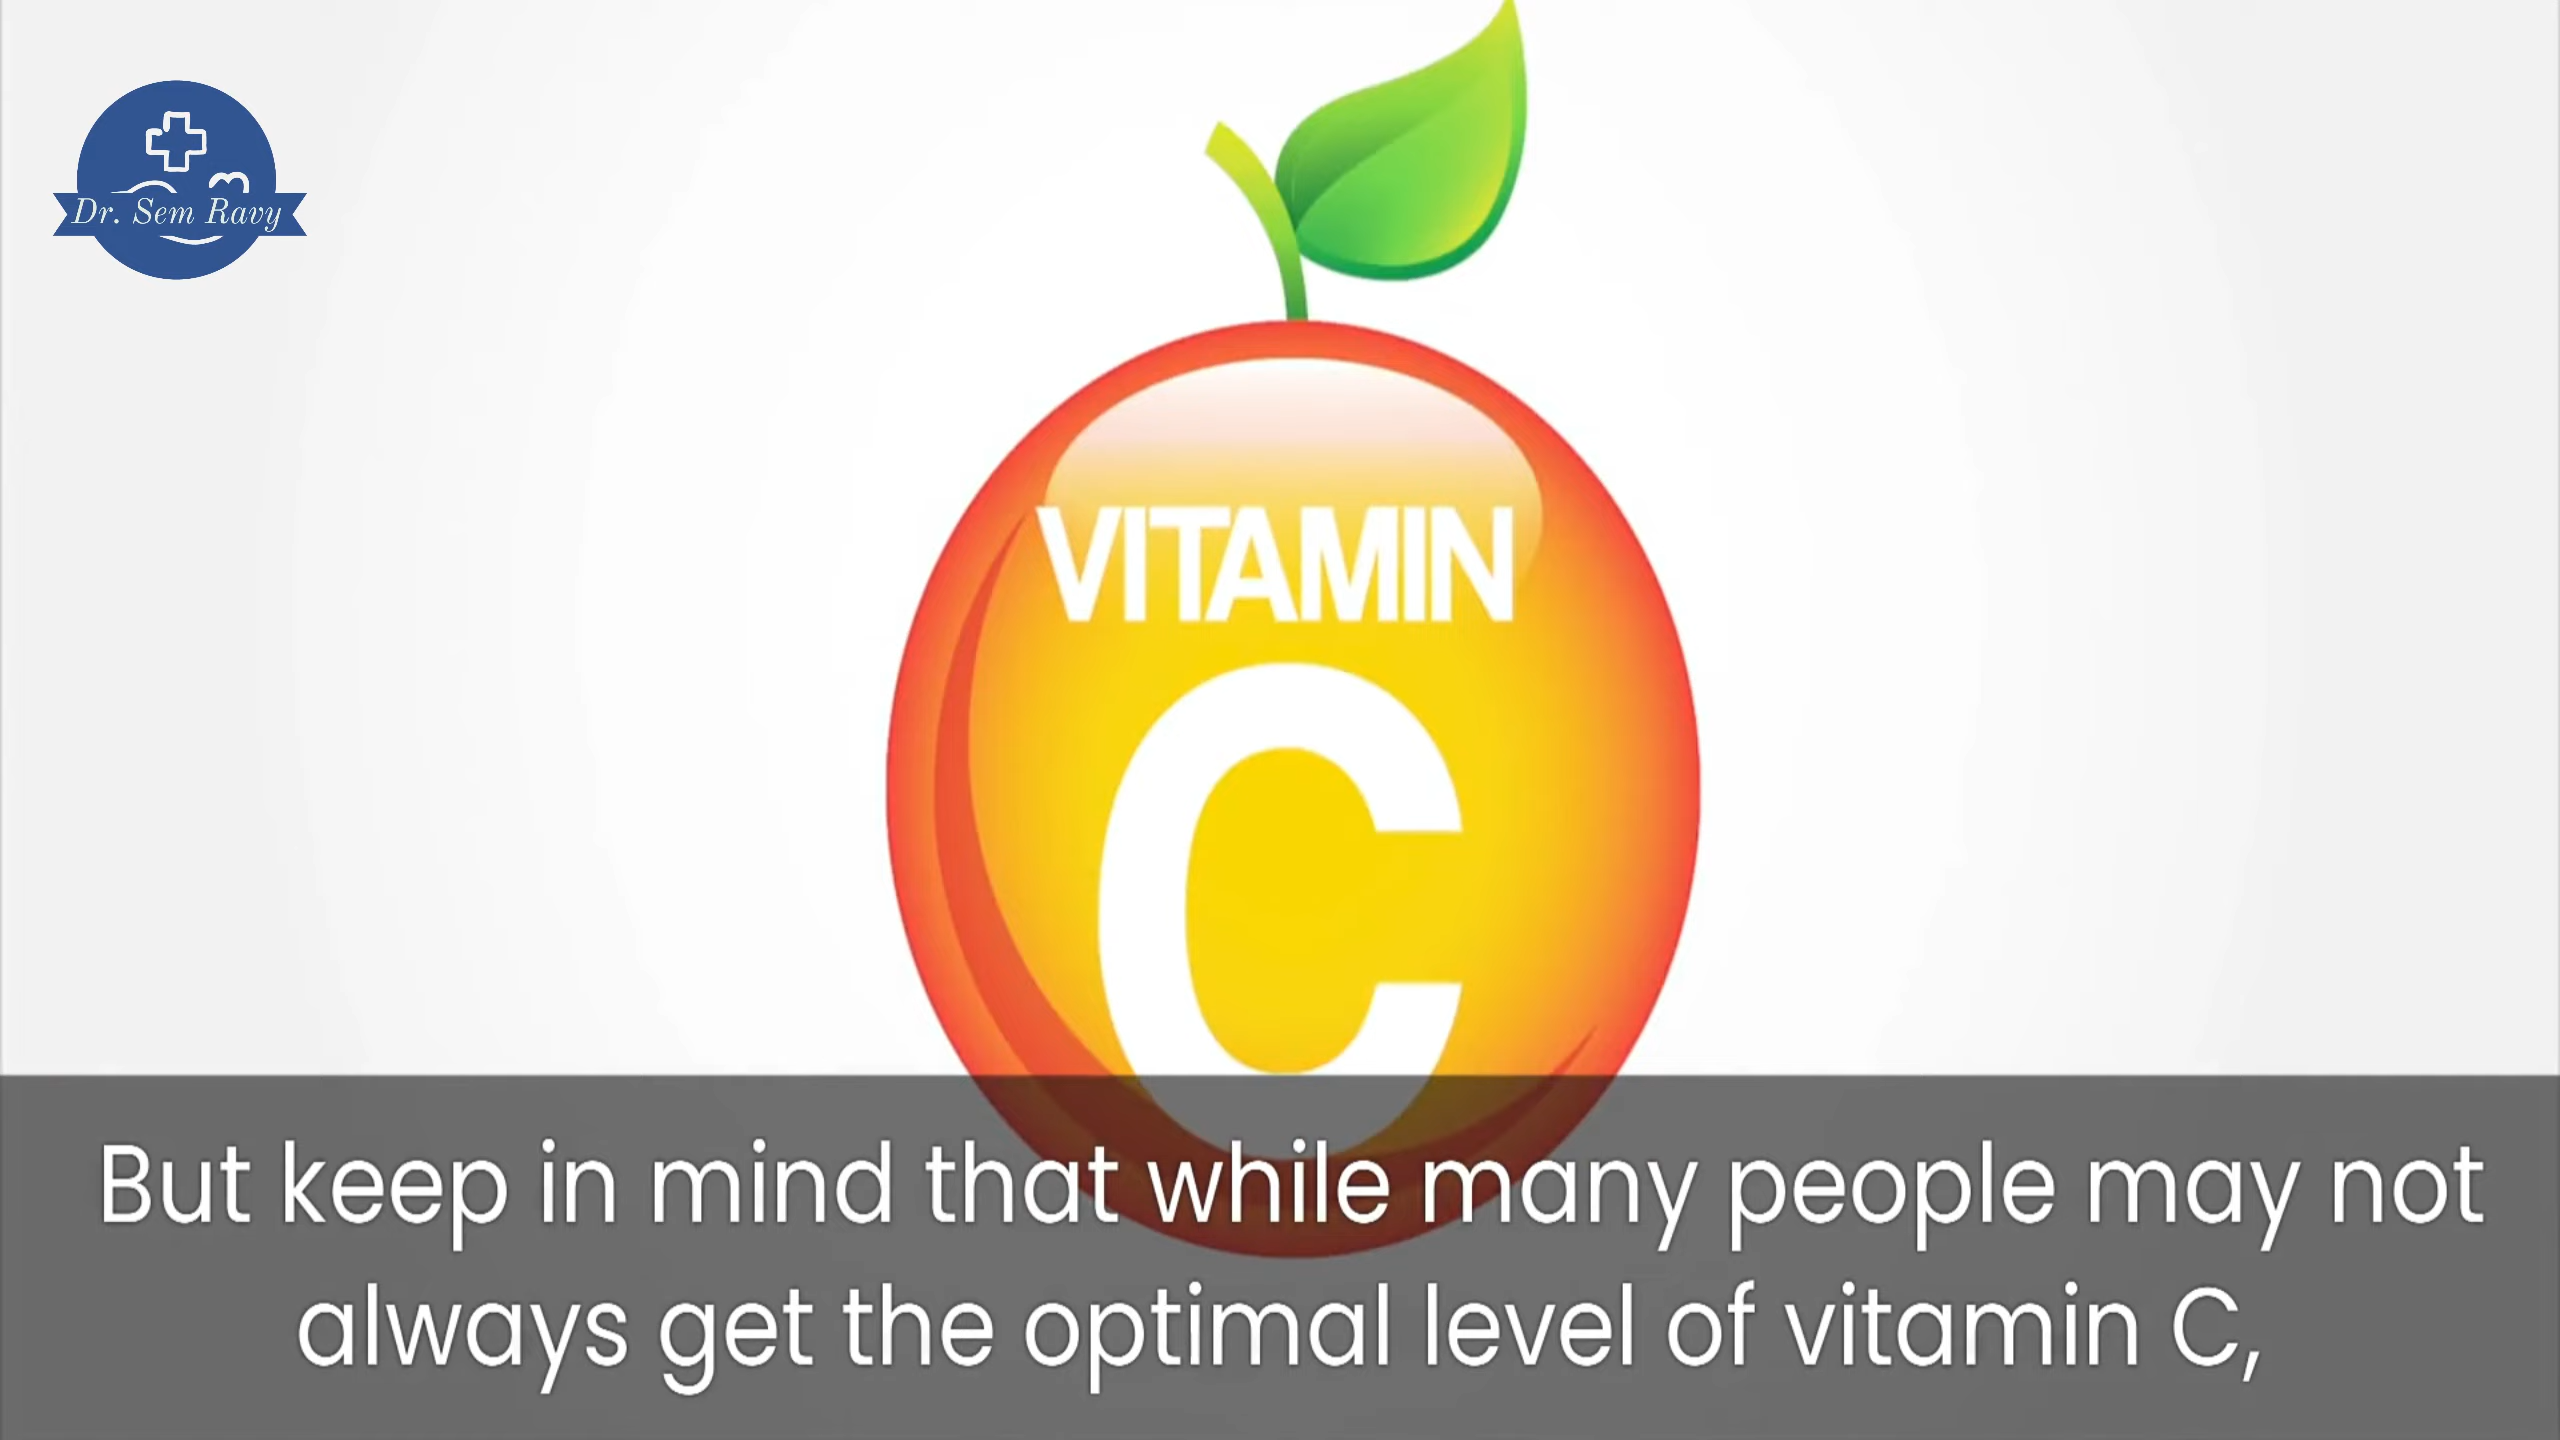 Dr. Sem Ravy
VITAMIN
C
But keep in mind that while many people may not
always get the optimal level of vitamin C,